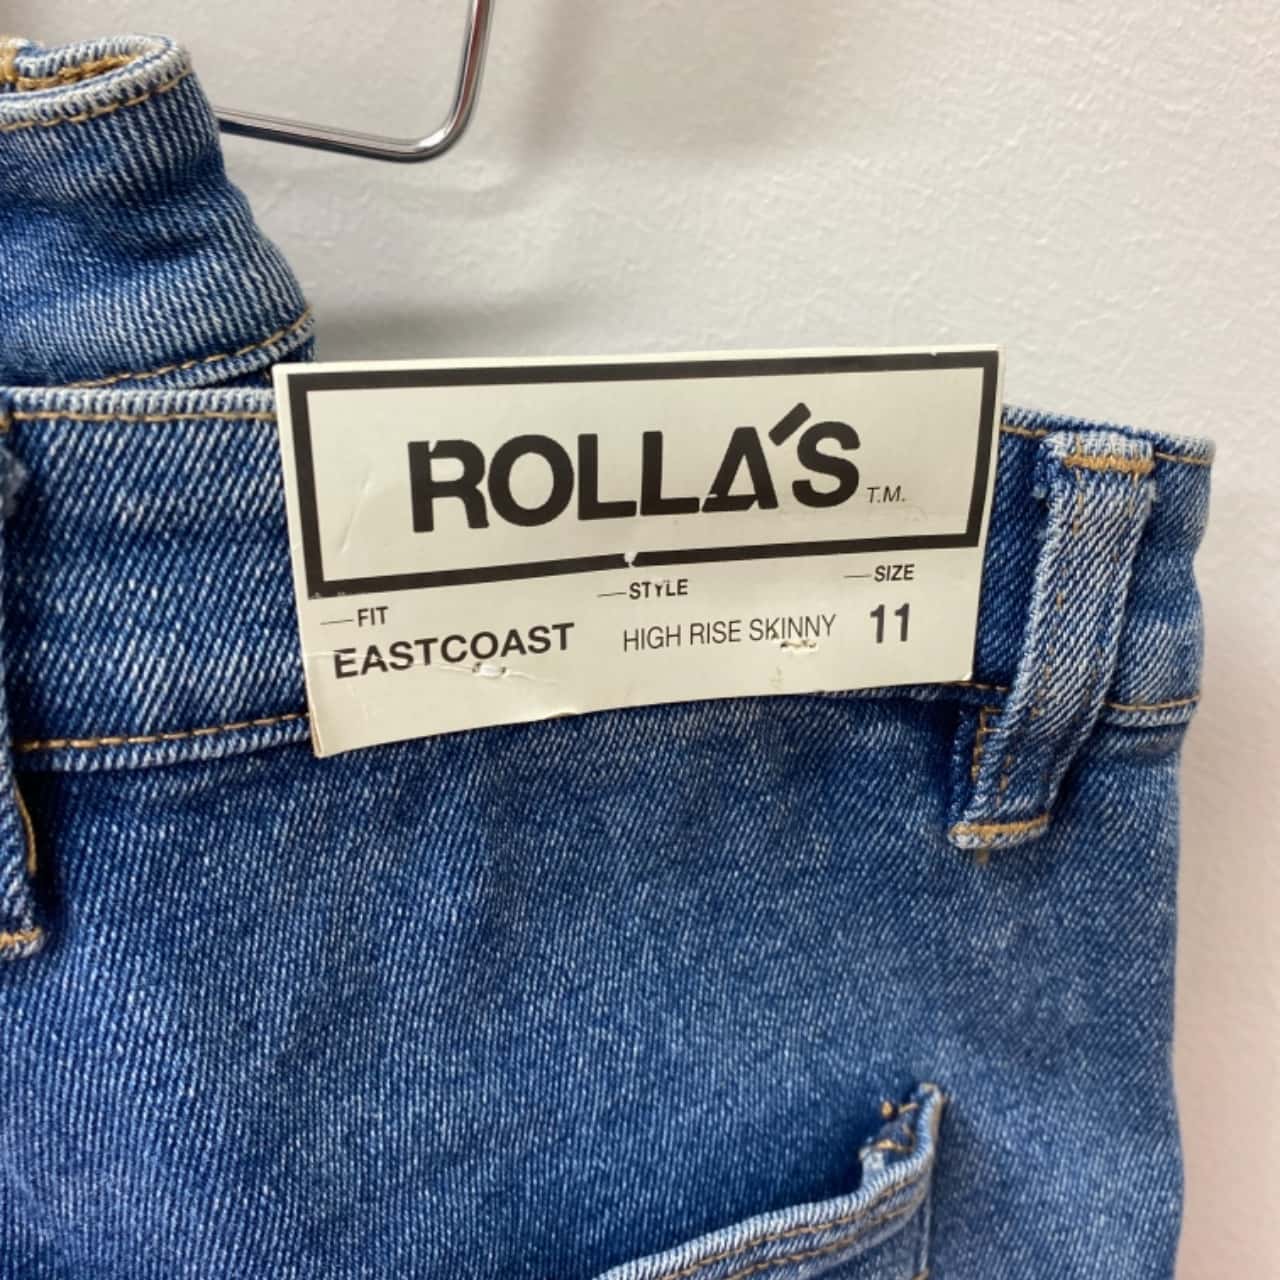 ROLLA'S T.M.
—FIT —STYLE —SIZE
EASTCOAST HIGH RISE SKINNY 11